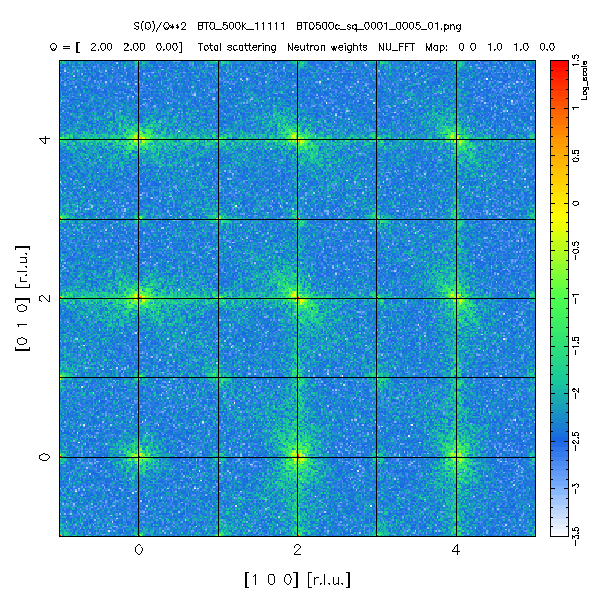 S(Q)/Q**2 BTO_500K_11111 BTO500c_sq_0001_0005_01.png
Q = [ 2.00 2.00 0.00] Total scattering Neutron weights NU_FFT Map: 0 0 1.0 1.0 0.0
1.5
Log_scale
1
0.5
0
-0.5
-1
-1.5
-2
-2.5
-3
-3.5
4
2
0
[0 1 0] [r.l.u.]
0 2 4
[1 0 0] [r.l.u.]